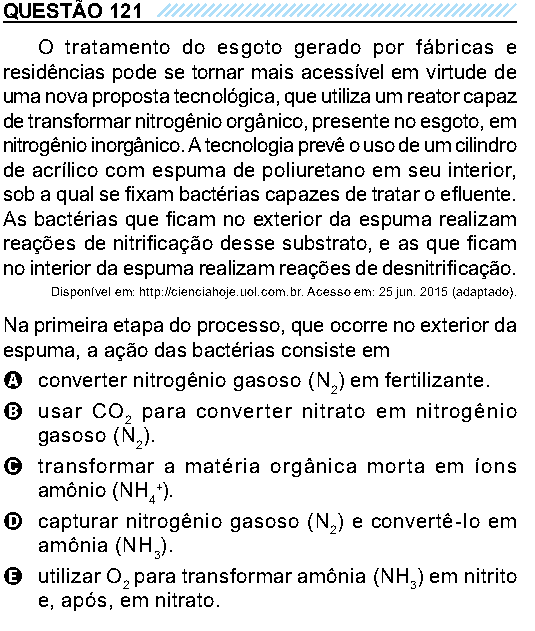 QUESTÃO 121
O tratamento do esgoto gerado por fábricas e
residências pode se tornar mais acessível em virtude de
uma nova proposta tecnológica, que utiliza um reator capaz
de transformar nitrogênio orgânico, presente no esgoto, em
nitrogênio inorgânico. A tecnologia prevê o uso de um cilindro
de acrílico com espuma de poliuretano em seu interior,
sob a qual se fixam bactérias capazes de tratar o efluente.
As bactérias que ficam no exterior da espuma realizam
reações de nitrificação desse substrato, e as que ficam
no interior da espuma realizam reações de desnitrificação.
Disponível em: http://cienciahoje.uol.com.br. Acesso em: 25 jun. 2015 (adaptado).
Na primeira etapa do processo, que ocorre no exterior da
espuma, a ação das bactérias consiste em
A converter nitrogênio gasoso (N₂) em fertilizante.
B usar CO₂ para converter nitrato em nitrogênio
gasoso (N₂).
C transformar a matéria orgânica morta em íons
amônio (NH₄⁺).
D capturar nitrogênio gasoso (N₂) e convertê-lo em
amônia (NH₃).
E utilizar O₂ para transformar amônia (NH₃) em nitrito
e, após, em nitrato.